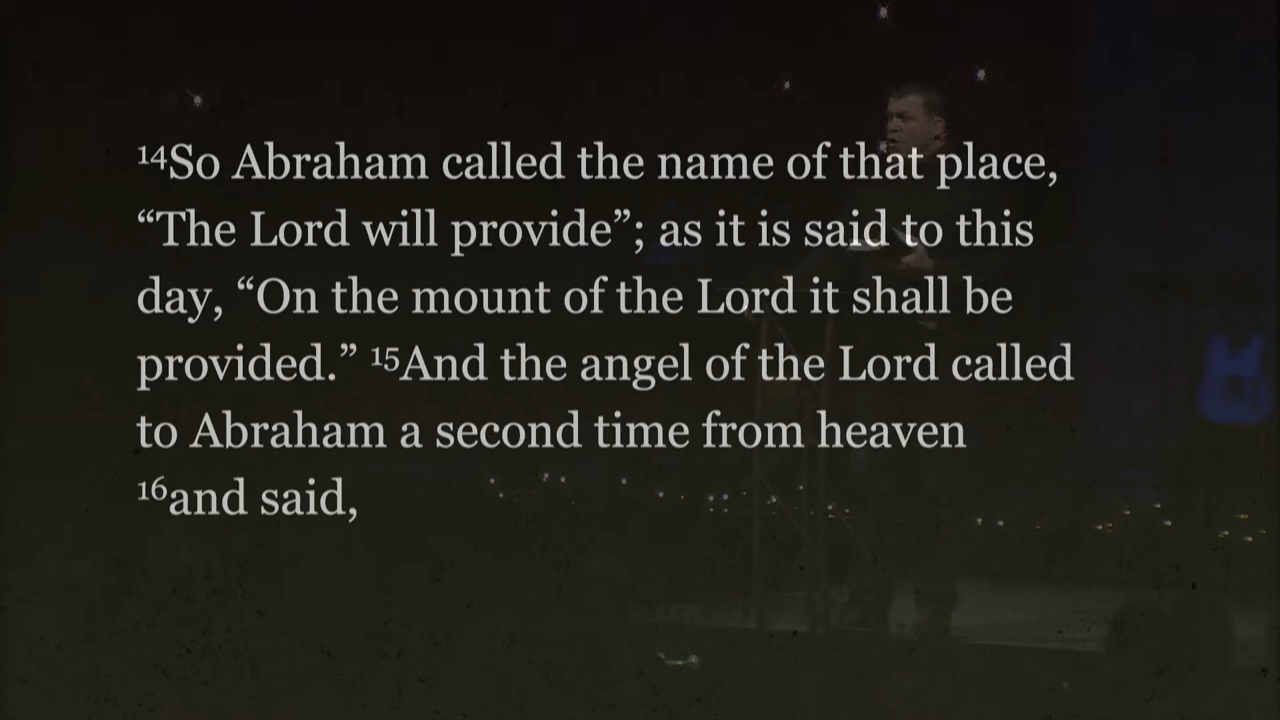 ¹⁴So Abraham called the name of that place,
“The Lord will provide”; as it is said to this
day, “On the mount of the Lord it shall be
provided.” ¹⁵And the angel of the Lord called
to Abraham a second time from heaven
¹⁶and said,